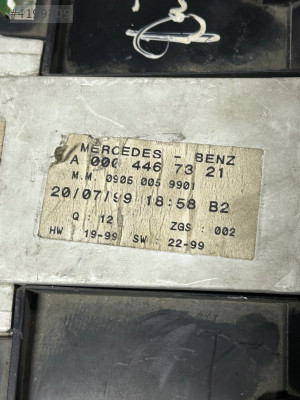 #4199709
MERCEDES - BENZ
A 000 446 73 21
M.M. 0905 005 9901
20/07/99 18:58 B2
Q : 12 ZGS : 002
HW 19-99 SW : 22-99